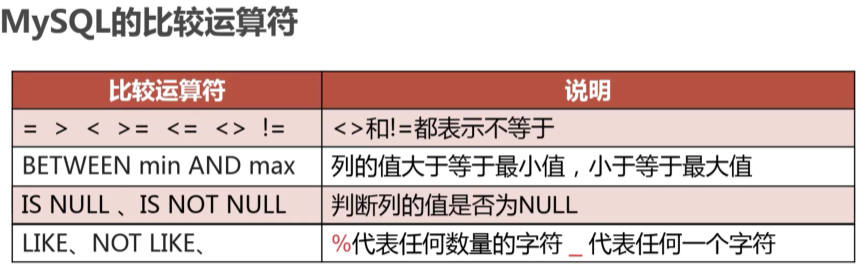 MySQL的比较运算符
比较运算符 说明
= > < >= <= <> != <>和!=都表示不等于
BETWEEN min AND max 列的值大于等于最小值，小于等于最大值
IS NULL 、IS NOT NULL 判断列的值是否为NULL
LIKE、NOT LIKE、 %代表任何数量的字符 _ 代表任何一个字符